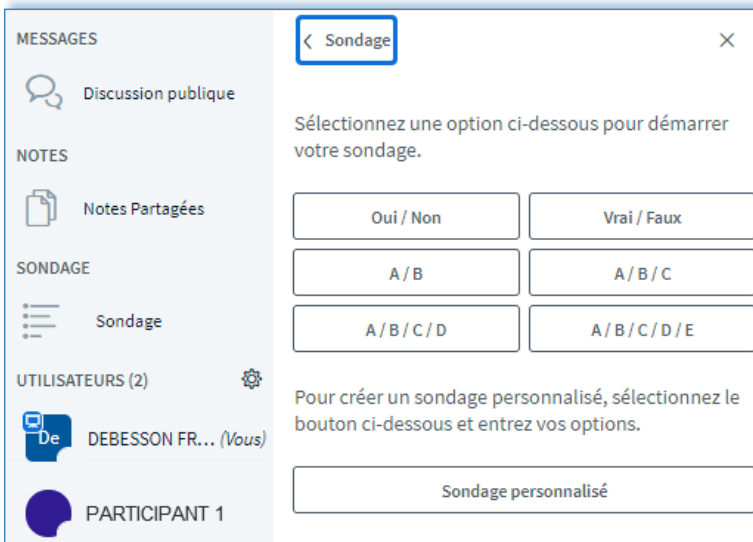 MESSAGES
Discussion publique
NOTES
Notes Partagées
SONDAGE
Sondage
UTILISATEURS (2)
De
DEBESSON FR... (Vous)
PARTICIPANT 1
Sondage
Sélectionnez une option ci-dessous pour démarrer
votre sondage.
Oui / Non
Vrai / Faux
A / B
A / B / C
A / B / C / D
A / B / C / D / E
Pour créer un sondage personnalisé, sélectionnez le
bouton ci-dessous et entrez vos options.
Sondage personnalisé